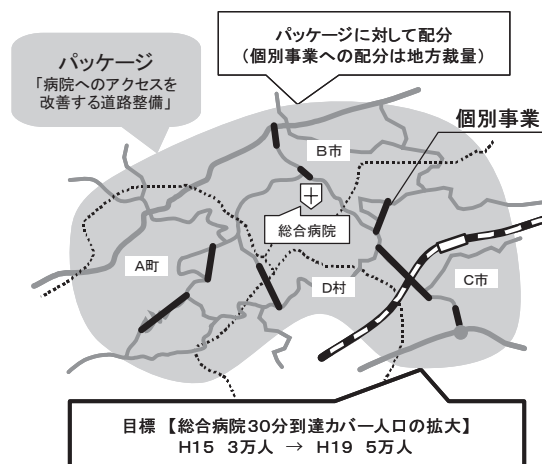 パッケージに対して配分
（個別事業への配分は地方裁量）
パッケージ
「病院へのアクセスを
改善する道路整備」
個別事業
B市
総合病院
A町
D村
C市
目標 【総合病院30分到達カバー人口の拡大】
H15 3万人 → H19 5万人